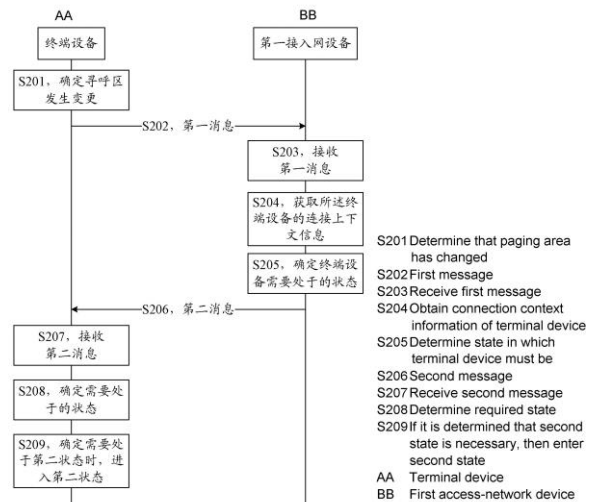 AA
BB
终端设备
第一接入网设备
S201，确定寻呼区
发生变更
S202，第一消息
S203，接收
第一消息
S204，获取所述终
端设备的连接上下
文信息
S205，确定终端设
备需要处于的状态
S206，第二消息
S207，接收
第二消息
S208，确定需要处
于的状态
S209，确定需要处
于第二状态时，进
入第二状态
S201 Determine that paging area
has changed
S202 First message
S203 Receive first message
S204 Obtain connection context
information of terminal device
S205 Determine state in which
terminal device must be
S206 Second message
S207 Receive second message
S208 Determine required state
S209 If it is determined that second
state is necessary, then enter
second state
AA Terminal device
BB First access-network device